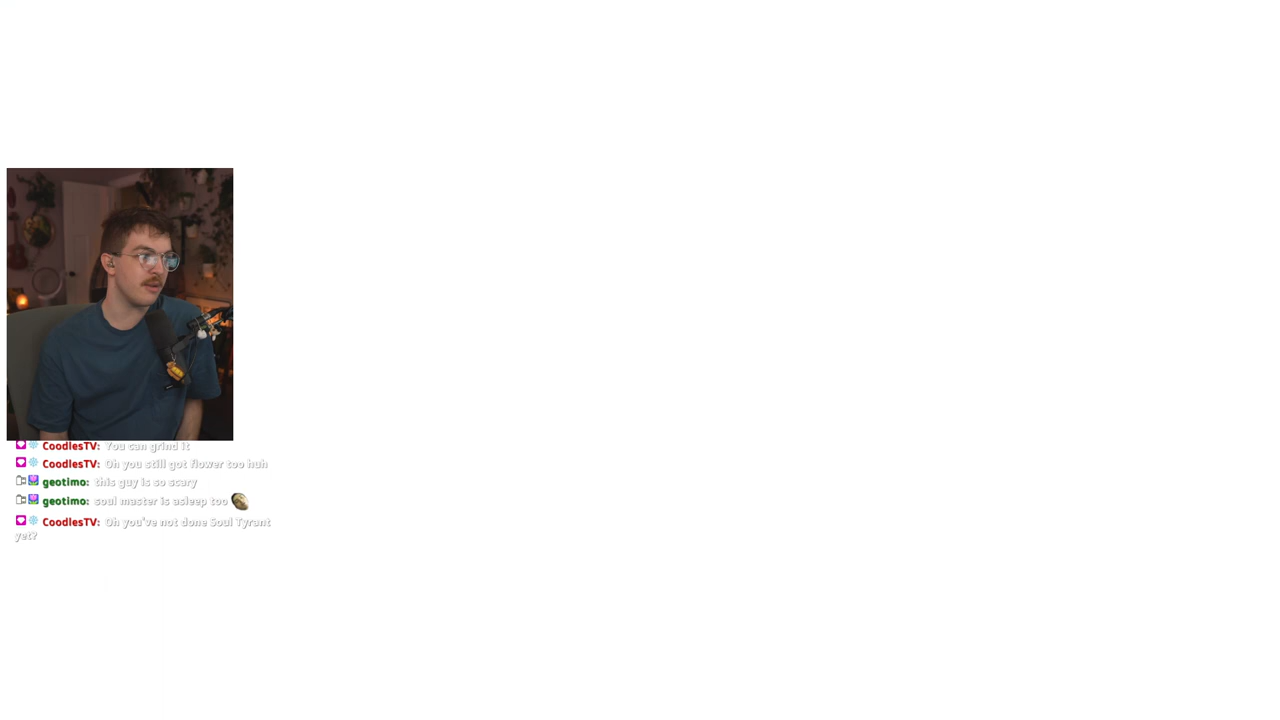 CoodlesTV: You can grind it
CoodlesTV: Oh you still got flower too huh
geotimo: this guy is so scary
geotimo: soul master is asleep too
CoodlesTV: Oh you've not done Soul Tyrant
yet?